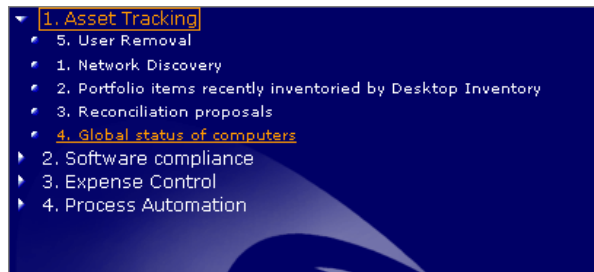 1. Asset Tracking
5. User Removal
1. Network Discovery
2. Portfolio items recently inventoried by Desktop Inventory
3. Reconciliation proposals
4. Global status of computers
2. Software compliance
3. Expense Control
4. Process Automation